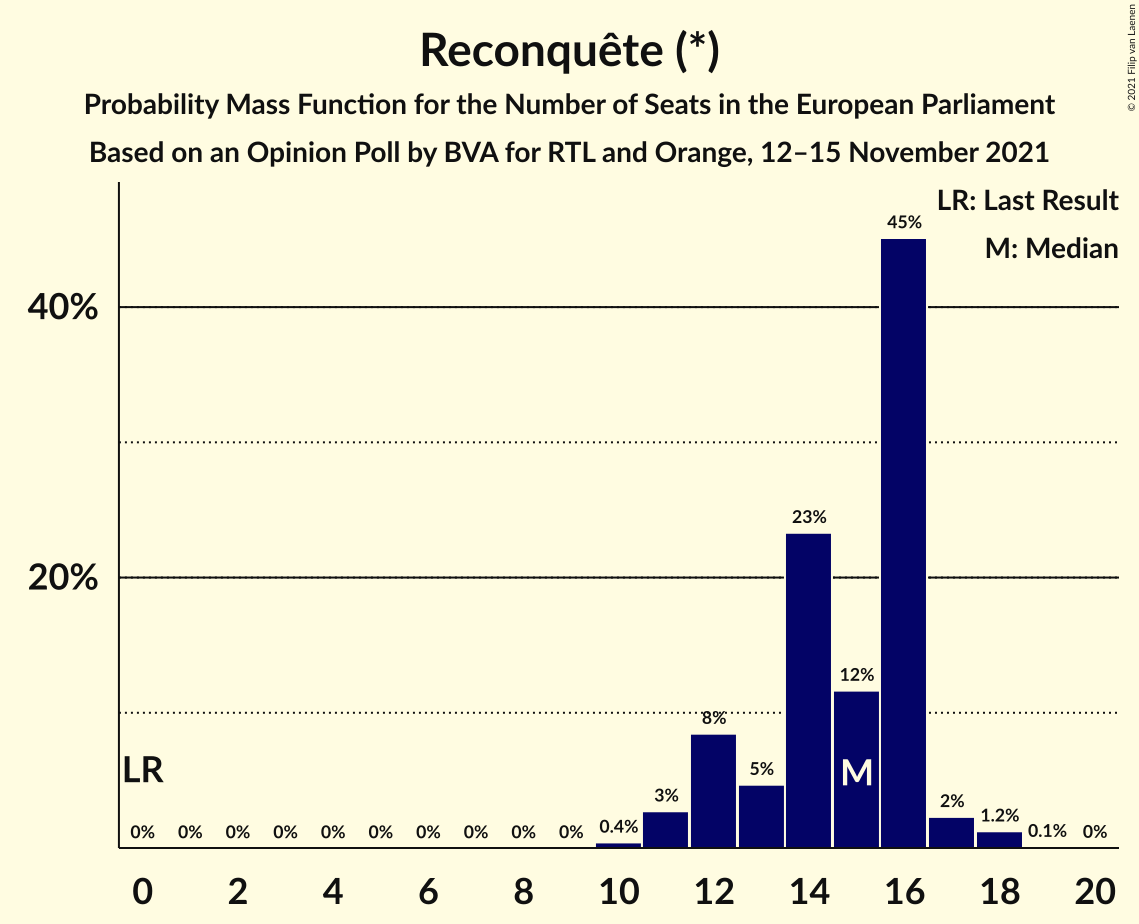 Reconquête (*)
Probability Mass Function for the Number of Seats in the European Parliament
Based on an Opinion Poll by BVA for RTL and Orange, 12–15 November 2021
© 2021 Filip van Laenen
LR: Last Result
M: Median
40%
20%
45%
23%
12%
8%
5%
3%
2%
1.2%
0.4%
0.1%
0%
0%
0%
0%
0%
0%
0%
0%
0%
0%
0%
LR
M
0 2 4 6 8 10 12 14 16 18 20